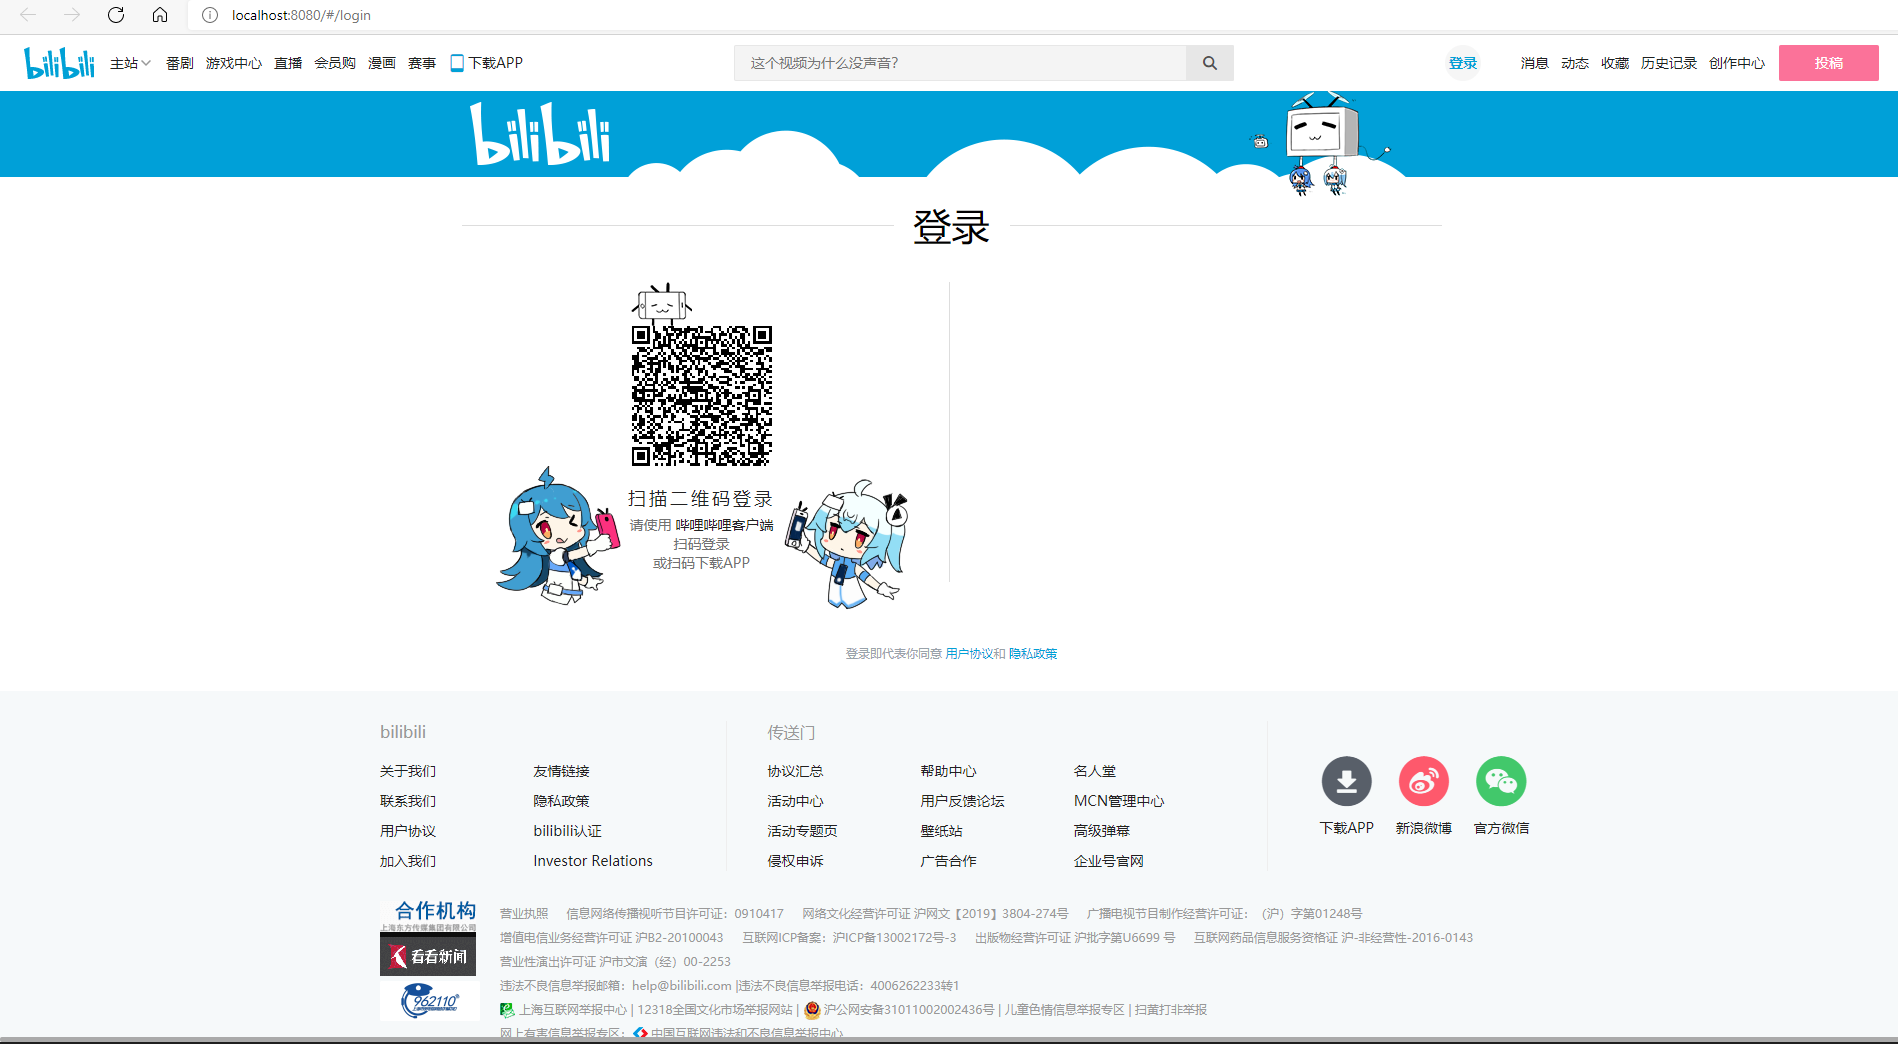 localhost:8080/#/login
bilibili 主站 番剧 游戏中心 直播 会员购 漫画 赛事 下载APP 这个视频为什么没声音? 登录 消息 动态 收藏 历史记录 创作中心 投稿
bilibili
登录
扫描二维码登录
请使用 哔哩哔哩客户端
扫码登录
或扫码下载APP
登录即代表你同意 用户协议和 隐私政策
bilibili
关于我们 友情链接
联系我们 隐私政策
用户协议 bilibili认证
加入我们 Investor Relations
传送门
协议汇总 帮助中心 名人堂
活动中心 用户反馈论坛 MCN管理中心
活动专题页 壁纸站 高级弹幕
侵权申诉 广告合作 企业号官网
下载APP 新浪微博 官方微信
合作机构
上海东方传媒集团有限公司
看看新闻
962110
营业执照 信息网络传播视听节目许可证：0910417 网络文化经营许可证 沪网文【2019】3804-274号 广播电视节目制作经营许可证：（沪）字第01248号
增值电信业务经营许可证 沪B2-20100043 互联网ICP备案：沪ICP备13002172号-3 出版物经营许可证 沪批字第U6699 号 互联网药品信息服务资格证 沪-非经营性-2016-0143
营业性演出许可证 沪市文演（经）00-2253
违法不良信息举报邮箱：help@bilibili.com |违法不良信息举报电话：4006262233转1
上海互联网举报中心 | 12318全国文化市场举报网站 | 沪公网安备31011002002436号 | 儿童色情信息举报专区 | 扫黄打非举报
网上有害信息举报专区： 中国互联网违法和不良信息举报中心